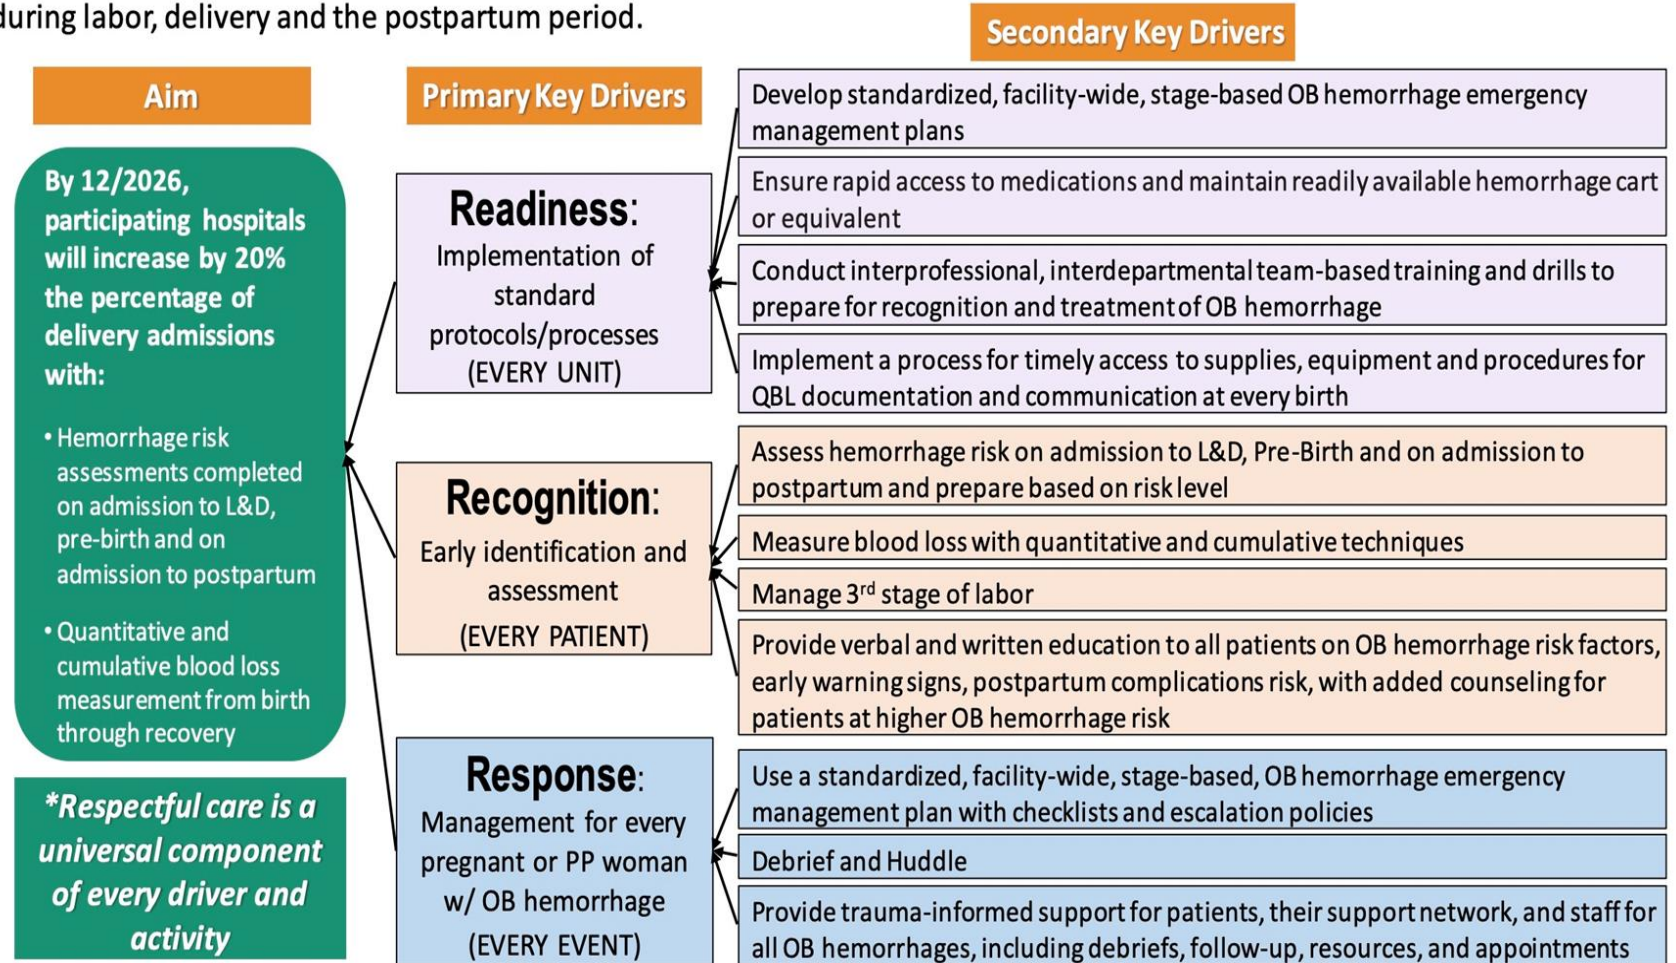 during labor, delivery and the postpartum period.
Secondary Key Drivers
Aim
Primary Key Drivers
By 12/2026,
participating hospitals
will increase by 20%
the percentage of
delivery admissions
with:
• Hemorrhage risk
assessments completed
on admission to L&D,
pre-birth and on
admission to postpartum
• Quantitative and
cumulative blood loss
measurement from birth
through recovery
*Respectful care is a
universal component
of every driver and
activity
Readiness:
Implementation of
standard
protocols/processes
(EVERY UNIT)
Develop standardized, facility-wide, stage-based OB hemorrhage emergency
management plans
Ensure rapid access to medications and maintain readily available hemorrhage cart
or equivalent
Conduct interprofessional, interdepartmental team-based training and drills to
prepare for recognition and treatment of OB hemorrhage
Implement a process for timely access to supplies, equipment and procedures for
QBL documentation and communication at every birth
Recognition:
Early identification and
assessment
(EVERY PATIENT)
Assess hemorrhage risk on admission to L&D, Pre-Birth and on admission to
postpartum and prepare based on risk level
Measure blood loss with quantitative and cumulative techniques
Manage 3rd stage of labor
Provide verbal and written education to all patients on OB hemorrhage risk factors,
early warning signs, postpartum complications risk, with added counseling for
patients at higher OB hemorrhage risk
Response:
Management for every
pregnant or PP woman
w/ OB hemorrhage
(EVERY EVENT)
Use a standardized, facility-wide, stage-based, OB hemorrhage emergency
management plan with checklists and escalation policies
Debrief and Huddle
Provide trauma-informed support for patients, their support network, and staff for
all OB hemorrhages, including debriefs, follow-up, resources, and appointments